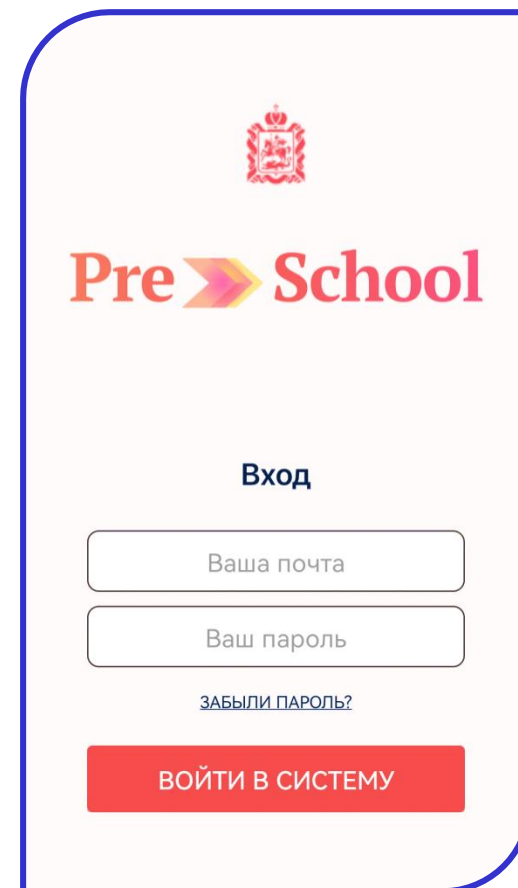 Pre School
Вход
Ваша почта
Ваш пароль
ЗАБЫЛИ ПАРОЛЬ?
ВОЙТИ В СИСТЕМУ